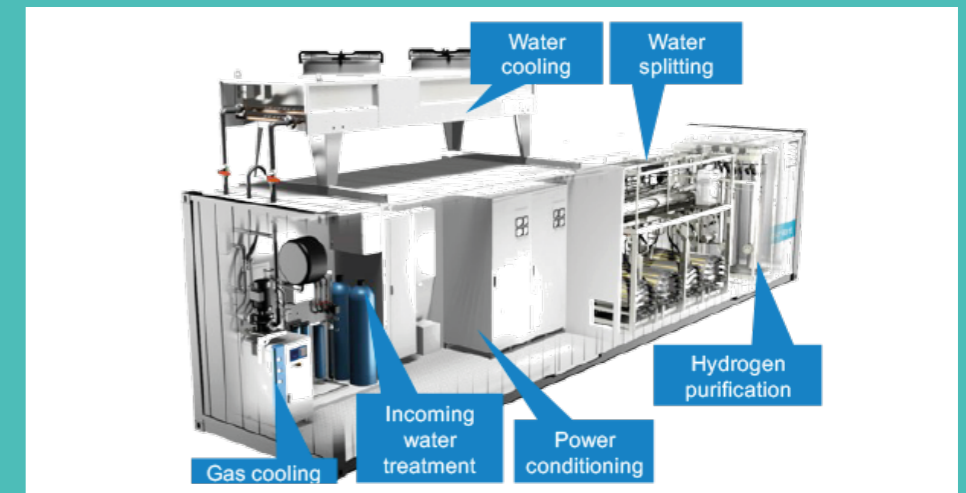 Water
cooling
Water
splitting
Hydrogen
purification
Incoming
water
treatment
Power
conditioning
Gas cooling